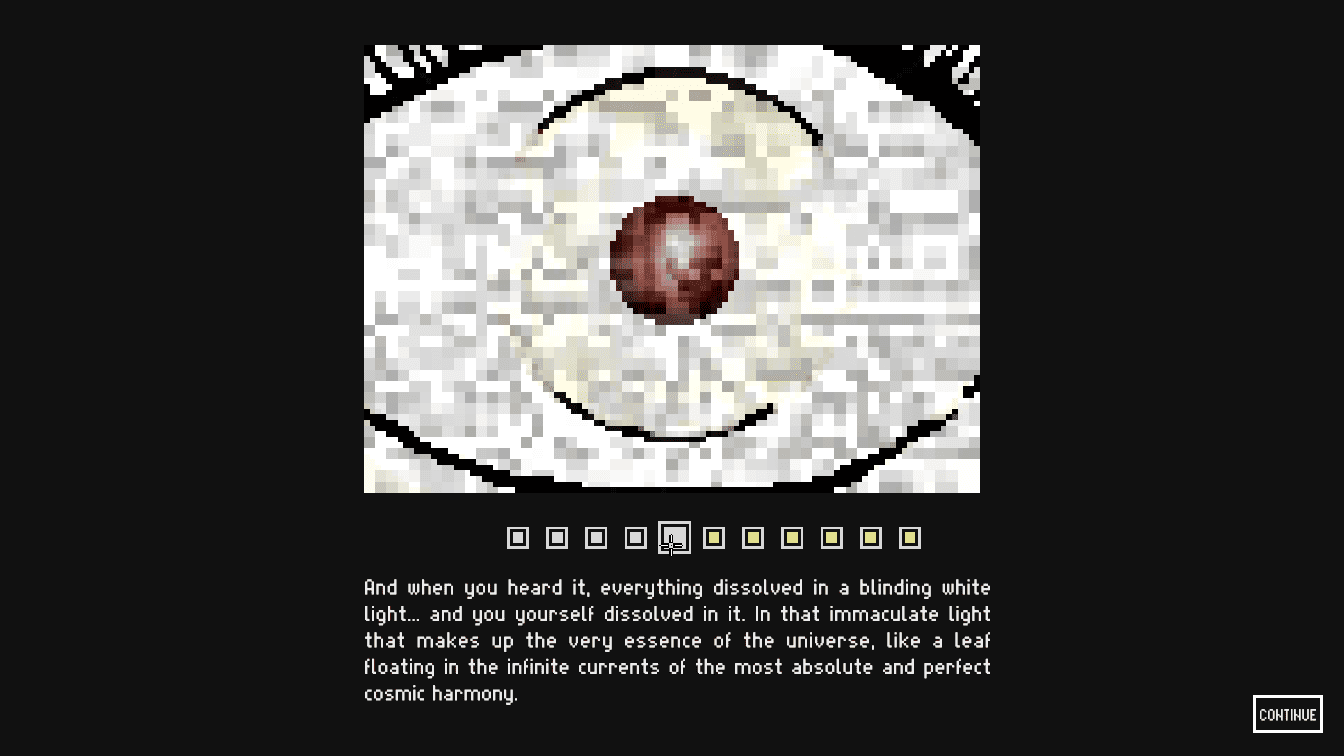 And when you heard it, everything dissolved in a blinding white
light... and you yourself dissolved in it. In that immaculate light
that makes up the very essence of the universe, like a leaf
floating in the infinite currents of the most absolute and perfect
cosmic harmony.
CONTINUE